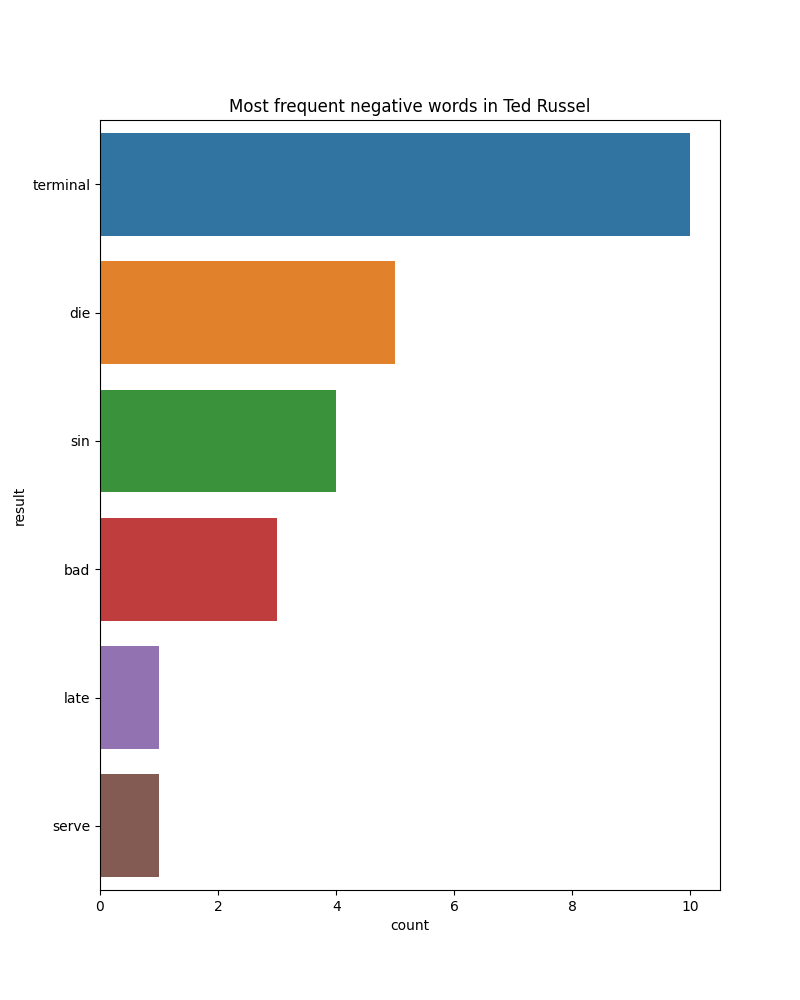 Most frequent negative words in Ted Russel
terminal
die
sin
bad
late
serve
result
0 2 4 6 8 10
count